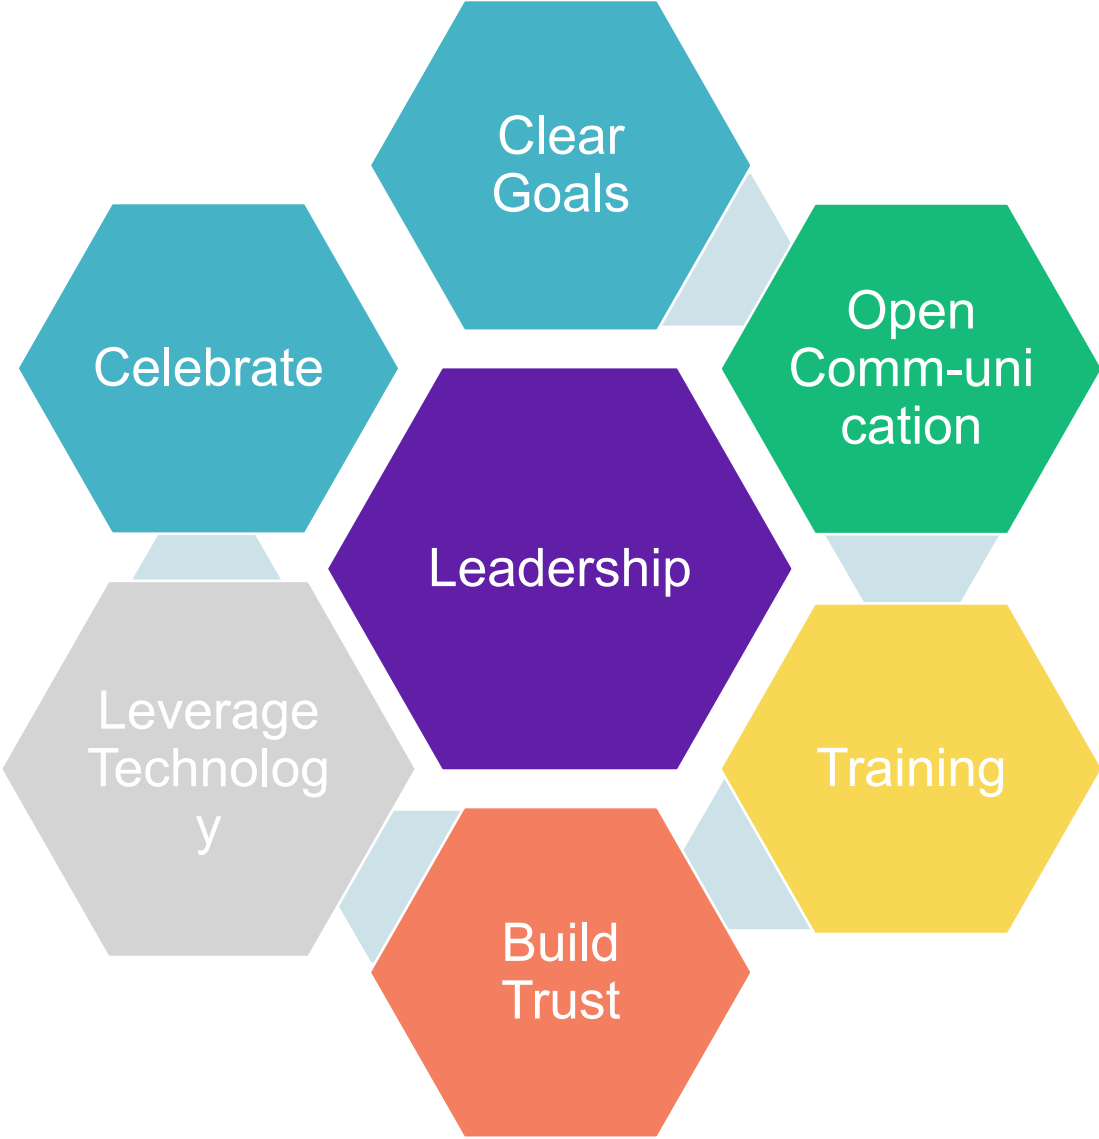 Clear
Goals
Open
Comm-uni
cation
Celebrate
Leadership
Leverage
Technolog
y
Training
Build
Trust